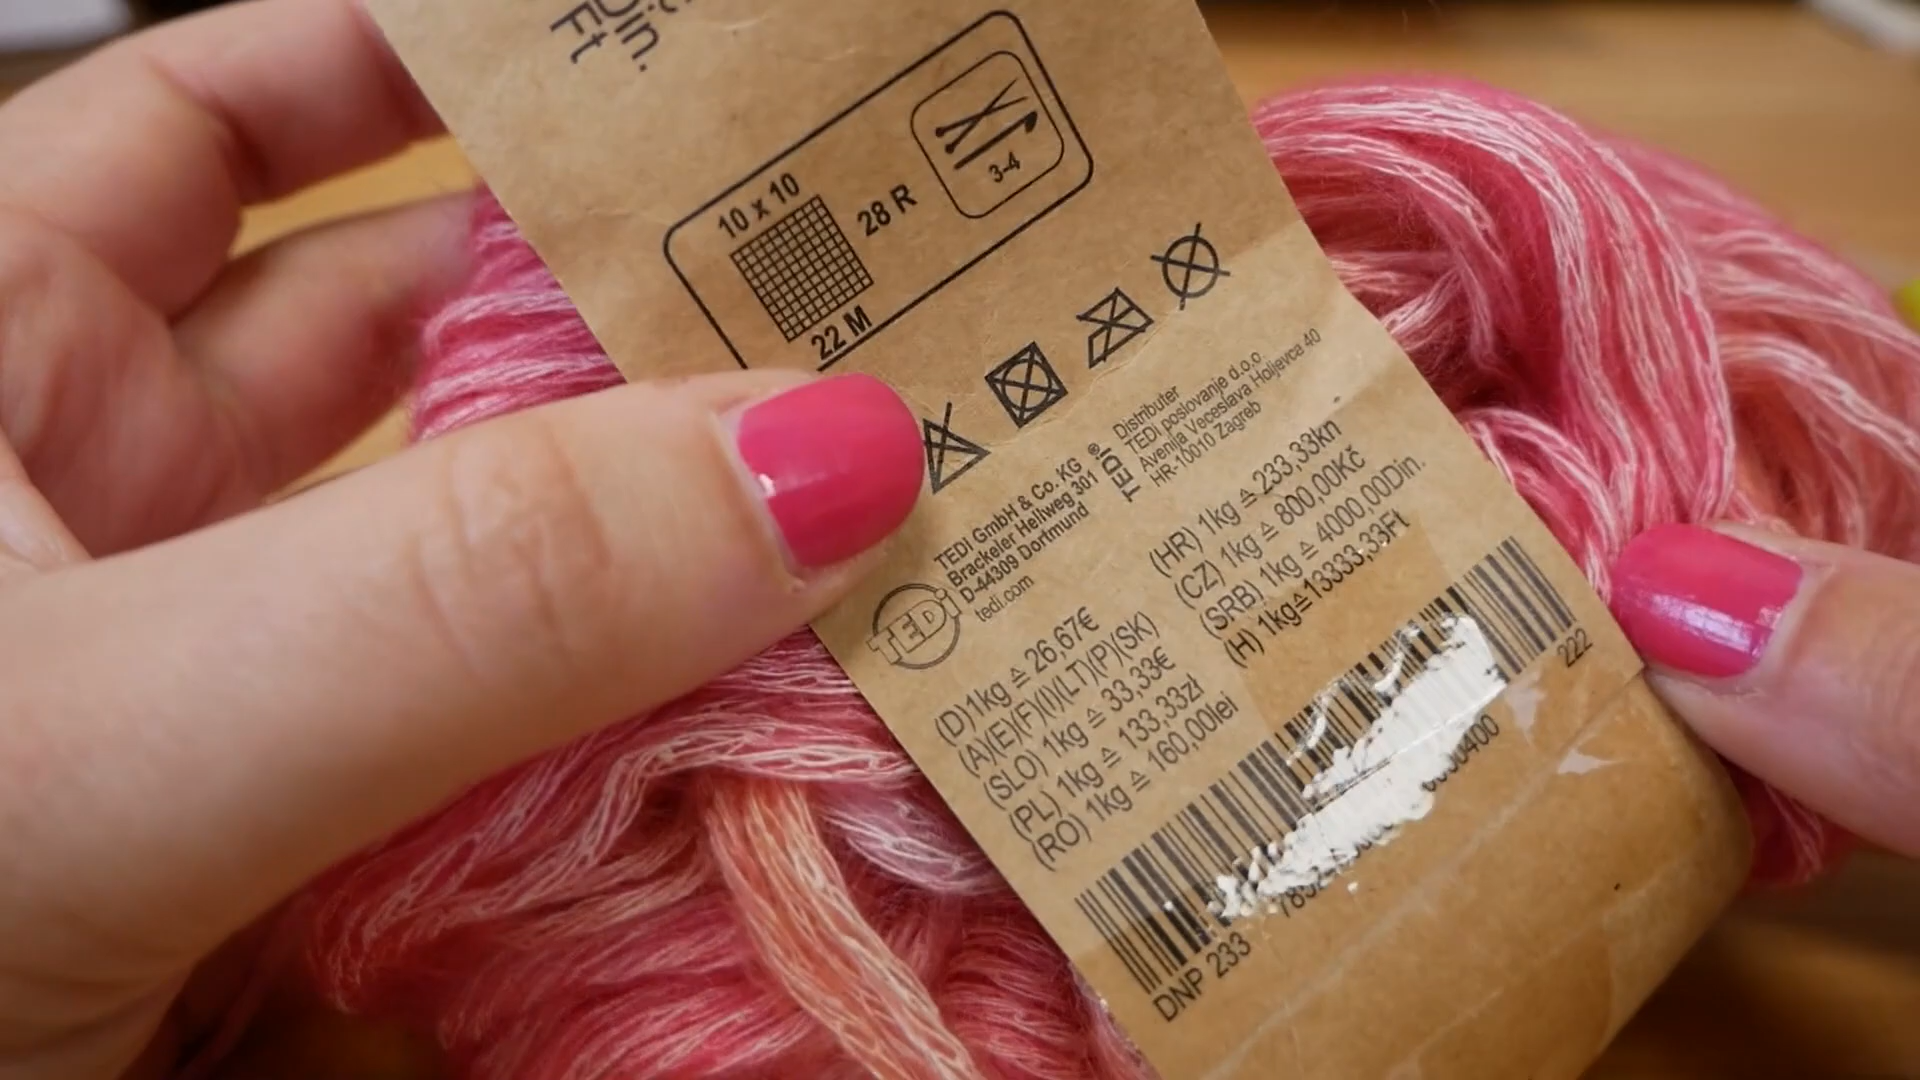 Ft
in.
10 x 10
28 R
3-4
22 M
TEDi GmbH & Co. KG
Brackeler Hellweg 301
D-44309 Dortmund
tedi.com
TEDi
TEDi®
Distributer
TEDi poslovanje d.o.o
Avenija Veceslava Holjevca 40
HR-10010 Zagreb
(D)1kg ≙ 26,67€
(A)(E)(F)(I)(LT)(P)(SK)
(SLO) 1kg ≙ 33,33€
(PL) 1kg ≙ 133,33zł
(RO) 1kg ≙ 160,00lei
(HR) 1kg ≙ 233,33kn
(CZ) 1kg ≙ 800,00Kč
(SRB) 1kg ≙ 4000,00Din.
(H) 1kg≙13333,33Ft
222
DNP 233